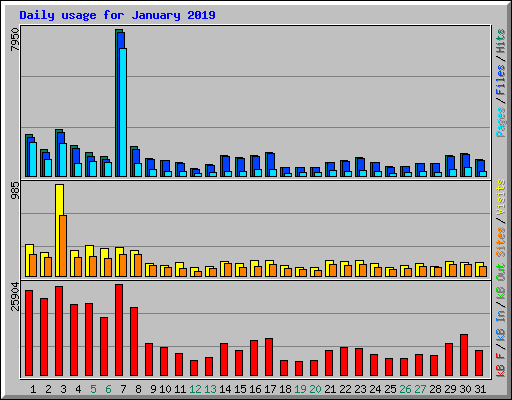 Daily usage for January 2019
7950
Pages / Files / Hits
985
Sites / Visits
25904
kB F / kB In / kB Out
1 2 3 4 5 6 7 8 9 10 11 12 13 14 15 16 17 18 19 20 21 22 23 24 25 26 27 28 29 30 31